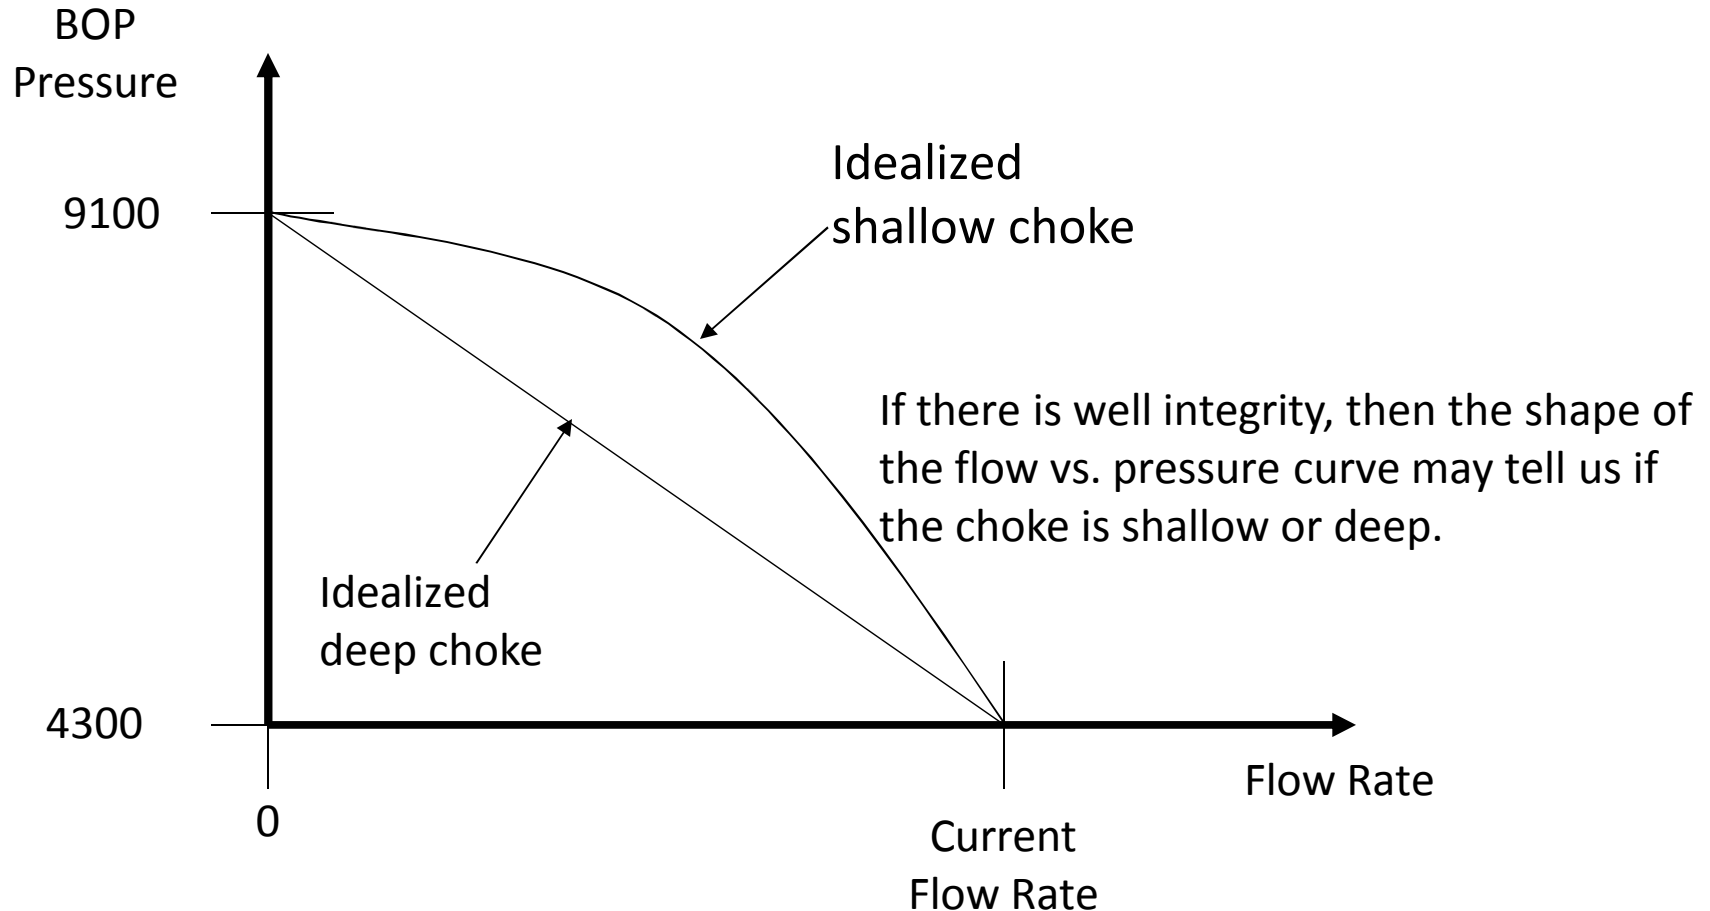 BOP
Pressure
Idealized
shallow choke
9100
If there is well integrity, then the shape of
the flow vs. pressure curve may tell us if
the choke is shallow or deep.
Idealized
deep choke
4300
Flow Rate
0
Current
Flow Rate